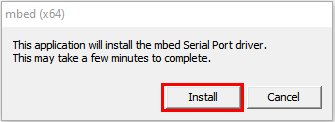 mbed (x64)
This application will install the mbed Serial Port driver.
This may take a few minutes to complete.
Install Cancel